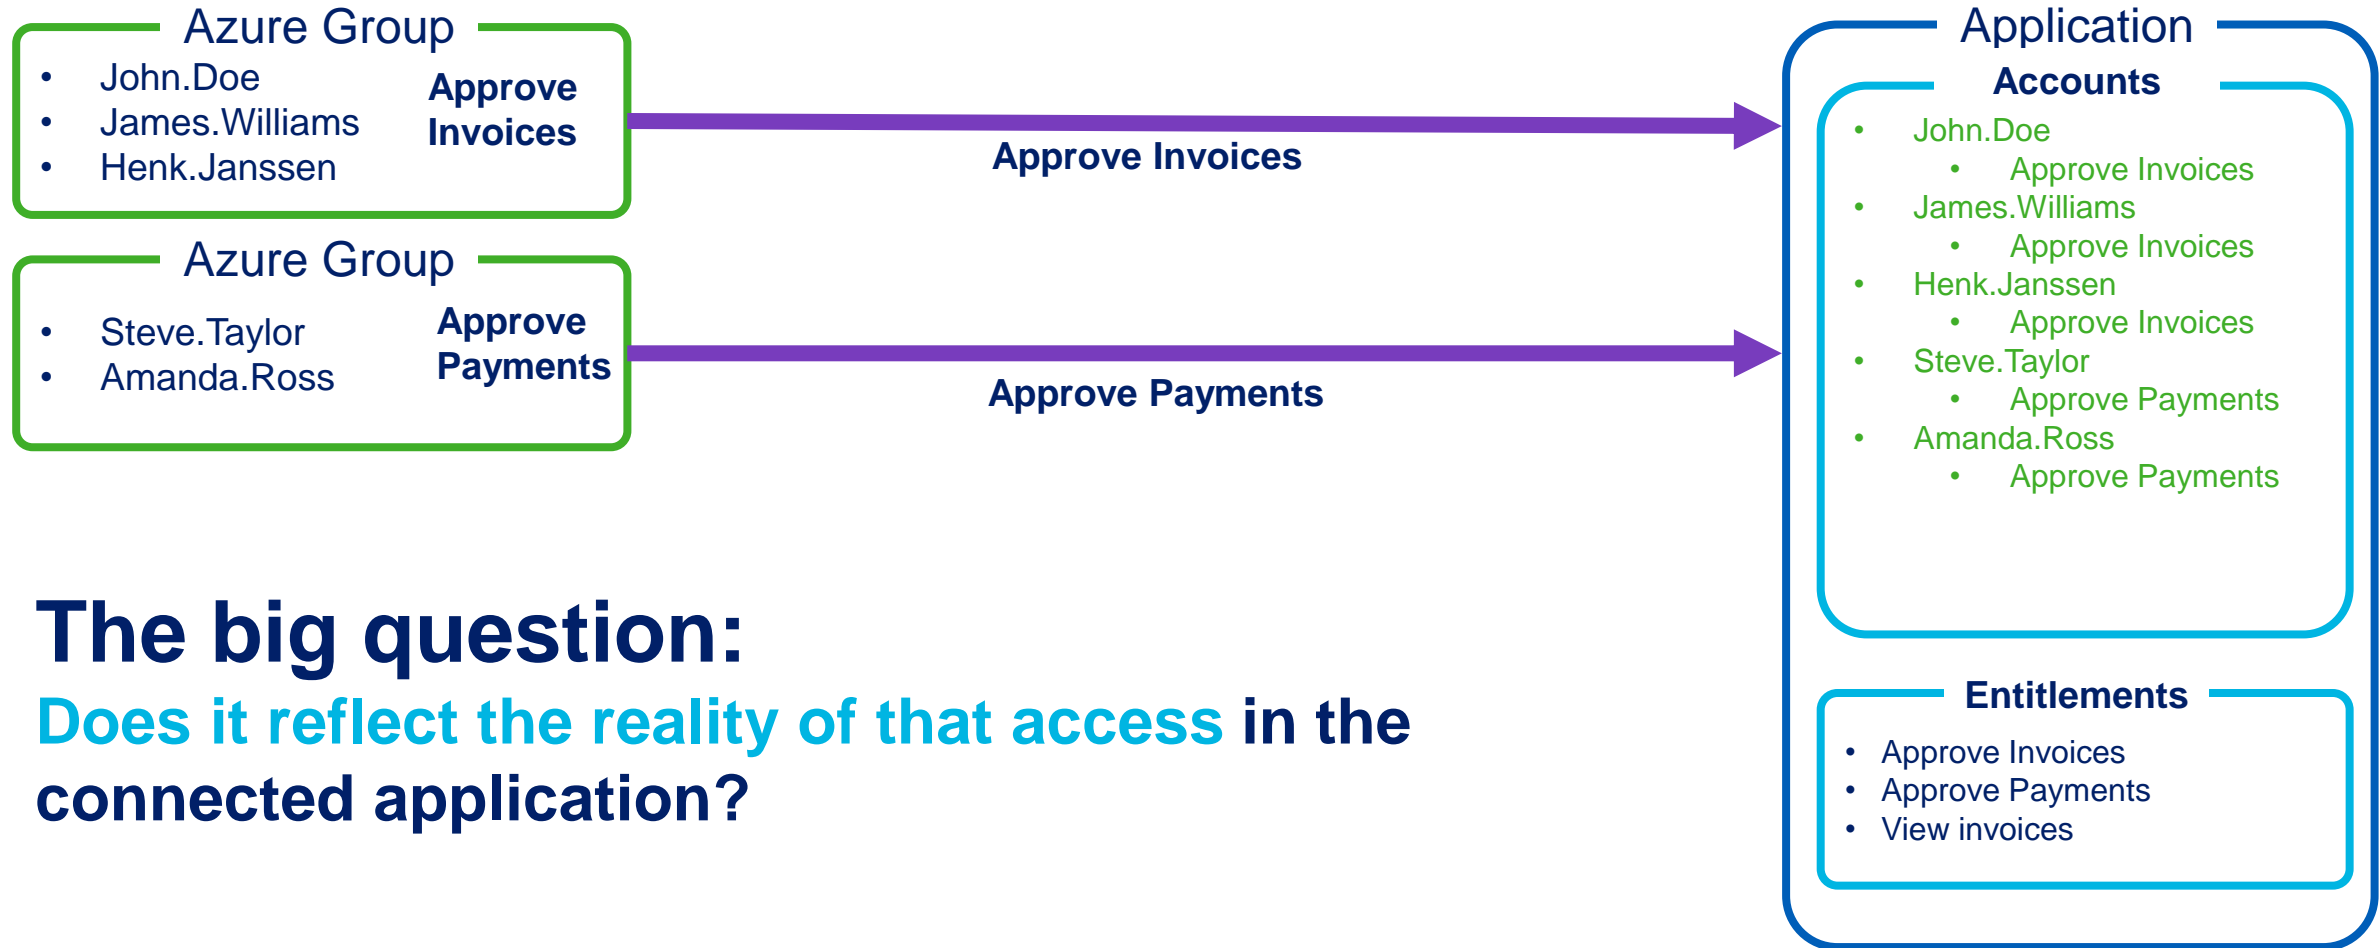 Azure Group
• John.Doe
• James.Williams
• Henk.Janssen
Approve
Invoices
Approve Invoices
Azure Group
• Steve.Taylor
• Amanda.Ross
Approve
Payments
Approve Payments
The big question:
Does it reflect the reality of that access in the
connected application?
Application
Accounts
• John.Doe
• Approve Invoices
• James.Williams
• Approve Invoices
• Henk.Janssen
• Approve Invoices
• Steve.Taylor
• Approve Payments
• Amanda.Ross
• Approve Payments
Entitlements
• Approve Invoices
• Approve Payments
• View invoices